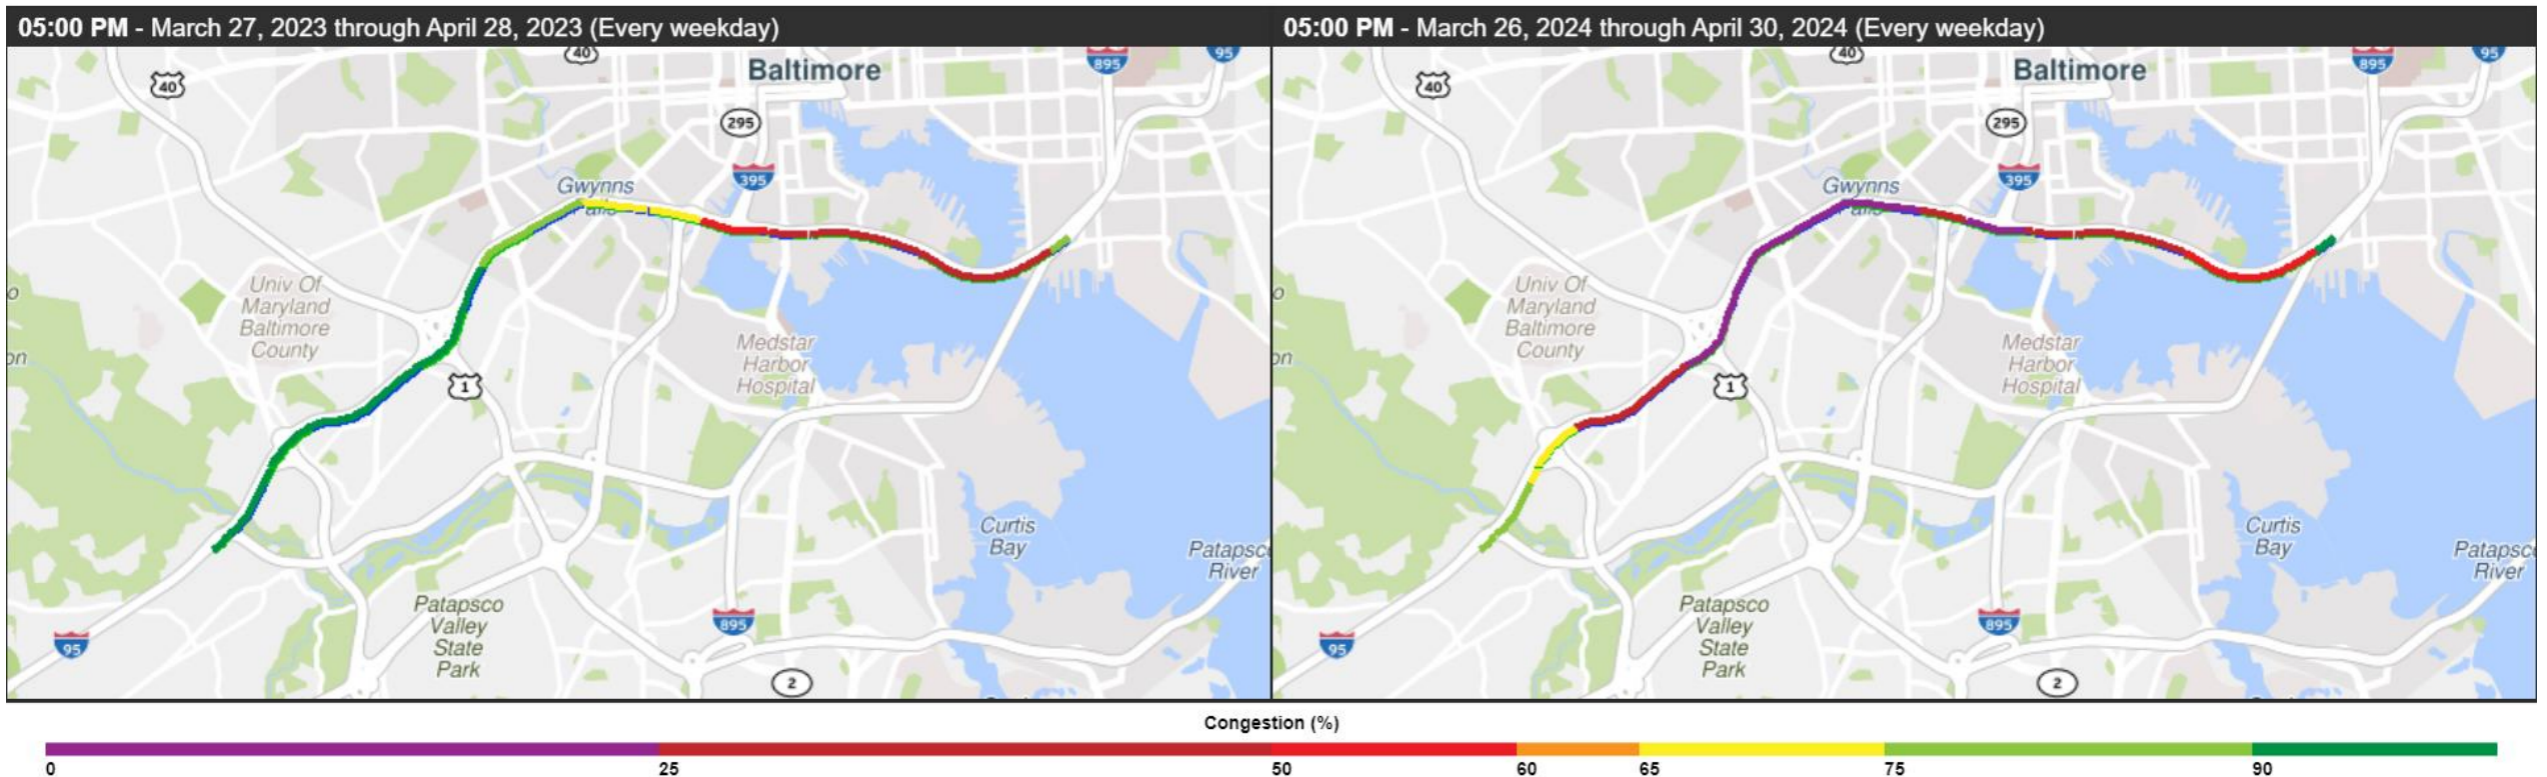 05:00 PM - March 27, 2023 through April 28, 2023 (Every weekday)
40
895
95
Baltimore
40
295
395
Gwynns
Falls
Univ Of
Maryland
Baltimore
County
on
1
Medstar
Harbor
Hospital
Curtis
Bay
Patapsco
River
Patapsco
Valley
State
Park
895
95
2
05:00 PM - March 26, 2024 through April 30, 2024 (Every weekday)
40
895
95
Baltimore
40
295
395
Gwynns
Falls
Univ Of
Maryland
Baltimore
County
on
1
Medstar
Harbor
Hospital
Curtis
Bay
Patapsco
River
Patapsco
Valley
State
Park
895
95
2
Congestion (%)
0 25 50 60 65 75 90